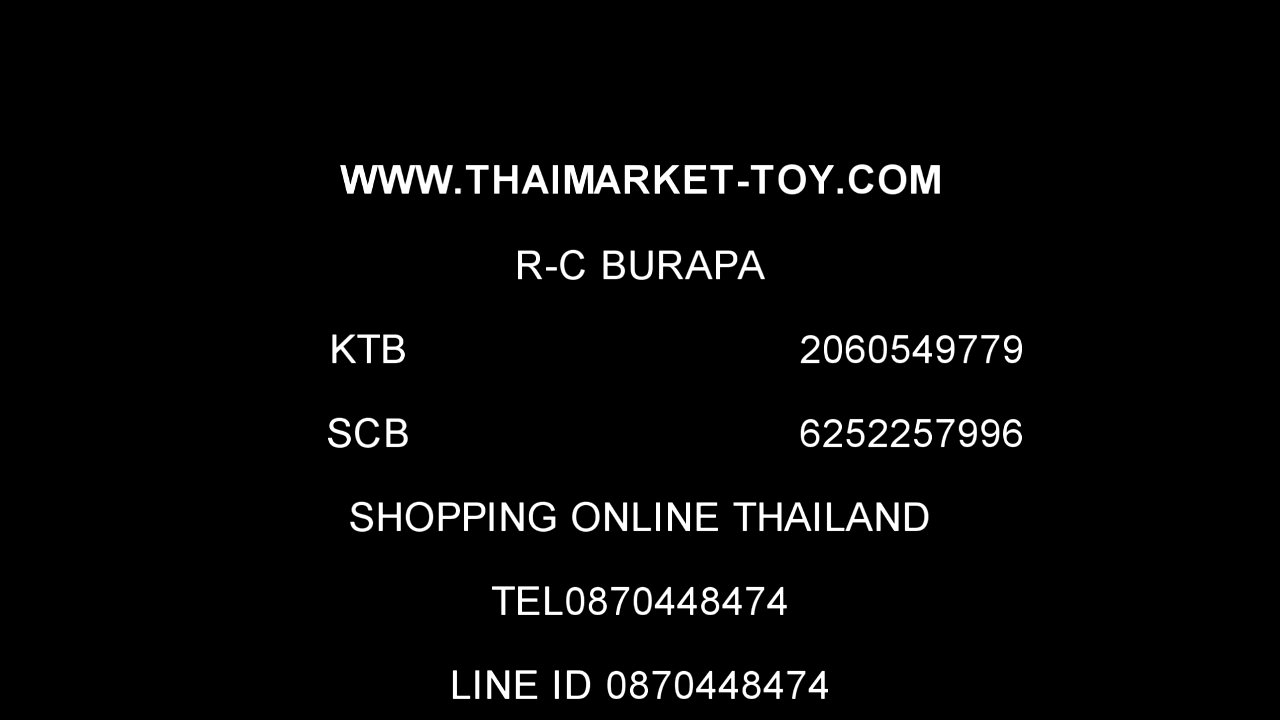 WWW.THAIMARKET-TOY.COM
R-C BURAPA
KTB 2060549779
SCB 6252257996
SHOPPING ONLINE THAILAND
TEL0870448474
LINE ID 0870448474